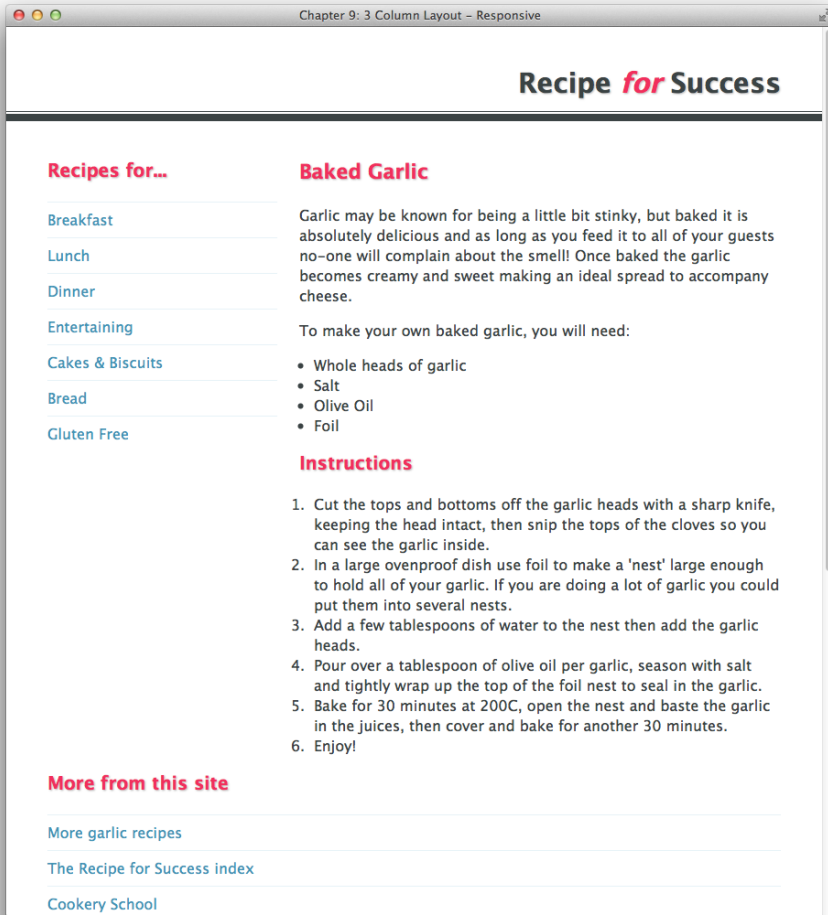 Chapter 9: 3 Column Layout – Responsive
Recipe for Success
Recipes for...
Breakfast
Lunch
Dinner
Entertaining
Cakes & Biscuits
Bread
Gluten Free
Baked Garlic
Garlic may be known for being a little bit stinky, but baked it is
absolutely delicious and as long as you feed it to all of your guests
no-one will complain about the smell! Once baked the garlic
becomes creamy and sweet making an ideal spread to accompany
cheese.
To make your own baked garlic, you will need:
• Whole heads of garlic
• Salt
• Olive Oil
• Foil
Instructions
1. Cut the tops and bottoms off the garlic heads with a sharp knife,
keeping the head intact, then snip the tops of the cloves so you
can see the garlic inside.
2. In a large ovenproof dish use foil to make a 'nest' large enough
to hold all of your garlic. If you are doing a lot of garlic you could
put them into several nests.
3. Add a few tablespoons of water to the nest then add the garlic
heads.
4. Pour over a tablespoon of olive oil per garlic, season with salt
and tightly wrap up the top of the foil nest to seal in the garlic.
5. Bake for 30 minutes at 200C, open the nest and baste the garlic
in the juices, then cover and bake for another 30 minutes.
6. Enjoy!
More from this site
More garlic recipes
The Recipe for Success index
Cookery School